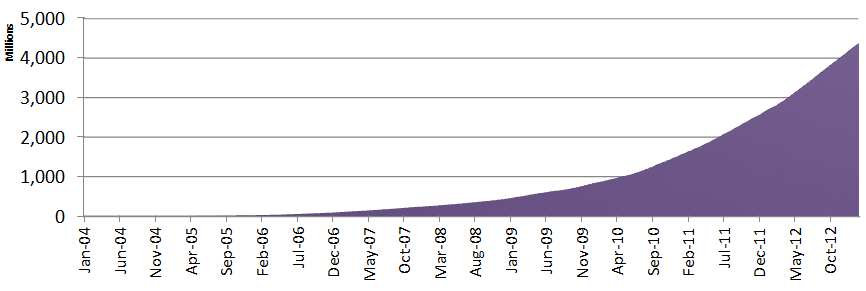 Millions
5,000
4,000
3,000
2,000
1,000
0
Jan-04
Jun-04
Nov-04
Apr-05
Sep-05
Feb-06
Jul-06
Dec-06
May-07
Oct-07
Mar-08
Aug-08
Jan-09
Jun-09
Nov-09
Apr-10
Sep-10
Feb-11
Jul-11
Dec-11
May-12
Oct-12